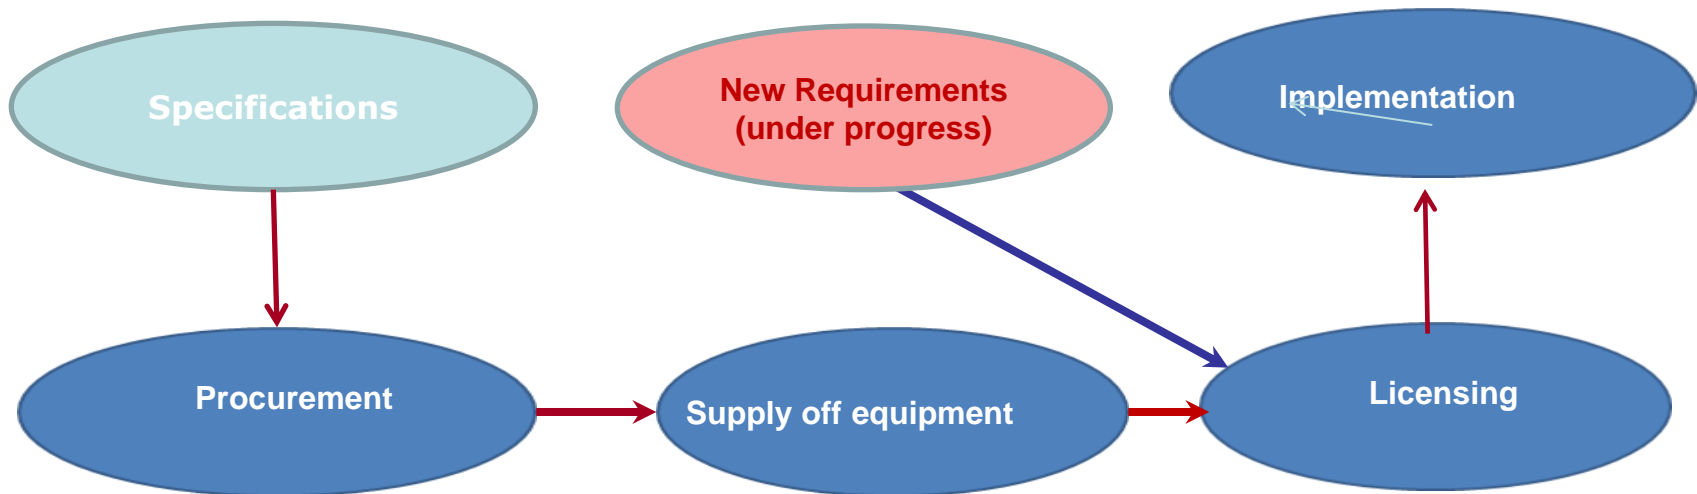 Specifications
New Requirements
(under progress)
Implementation
Procurement
Supply off equipment
Licensing